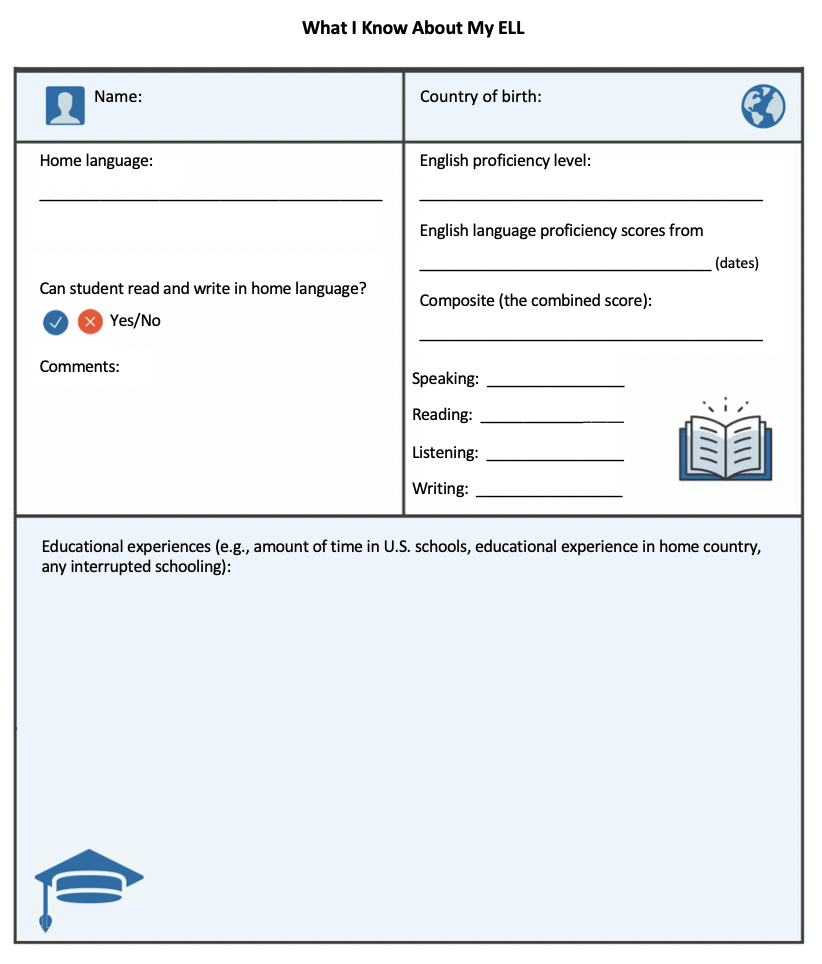 What I Know About My ELL
Name:
Country of birth:
Home language:
Can student read and write in home language?
Yes/No
Comments:
English proficiency level:
English language proficiency scores from
(dates)
Composite (the combined score):
Speaking:
Reading:
Listening:
Writing:
Educational experiences (e.g., amount of time in U.S. schools, educational experience in home country,
any interrupted schooling):